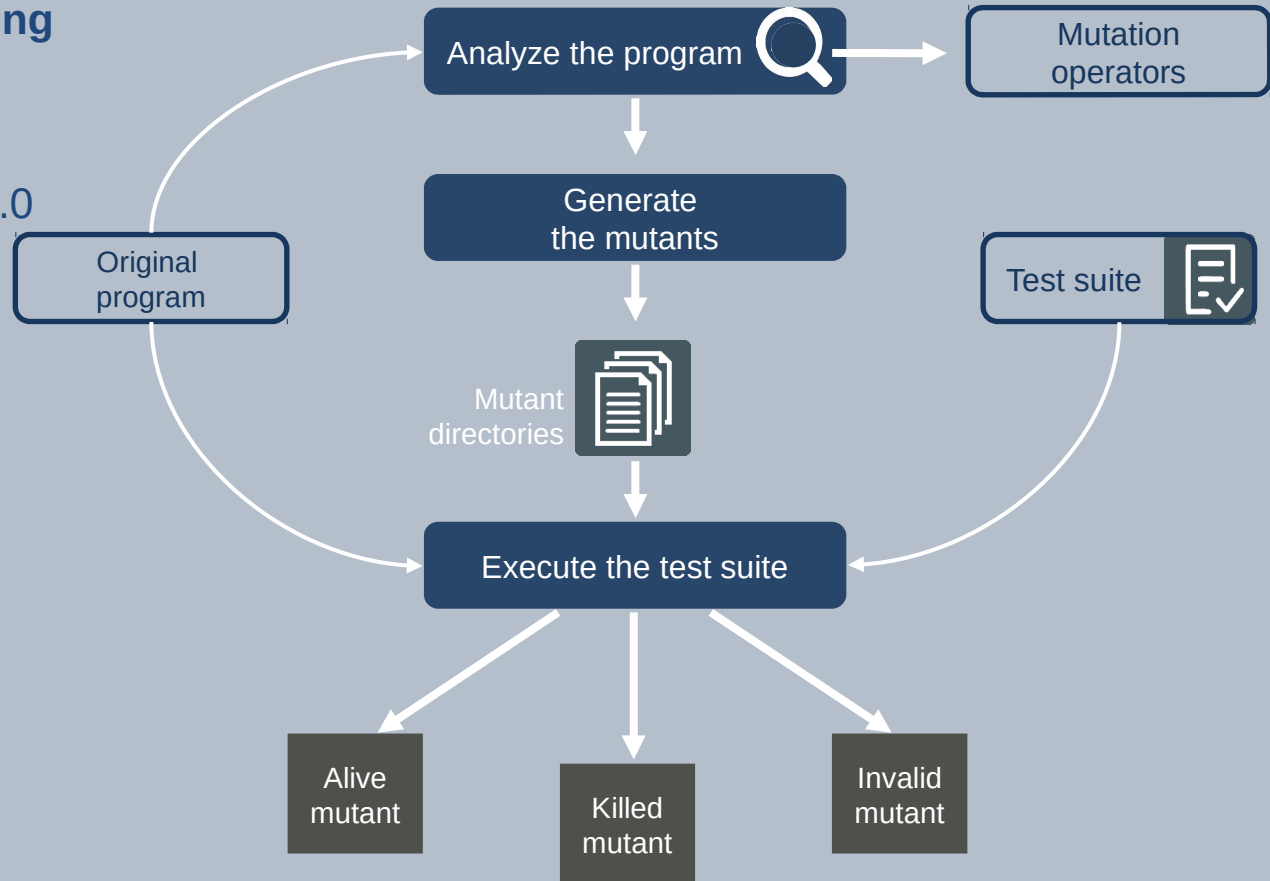 ng
Analyze the program
Mutation
operators
.0
Generate
the mutants
Original
program
Test suite
Mutant
directories
Execute the test suite
Alive
mutant
Killed
mutant
Invalid
mutant